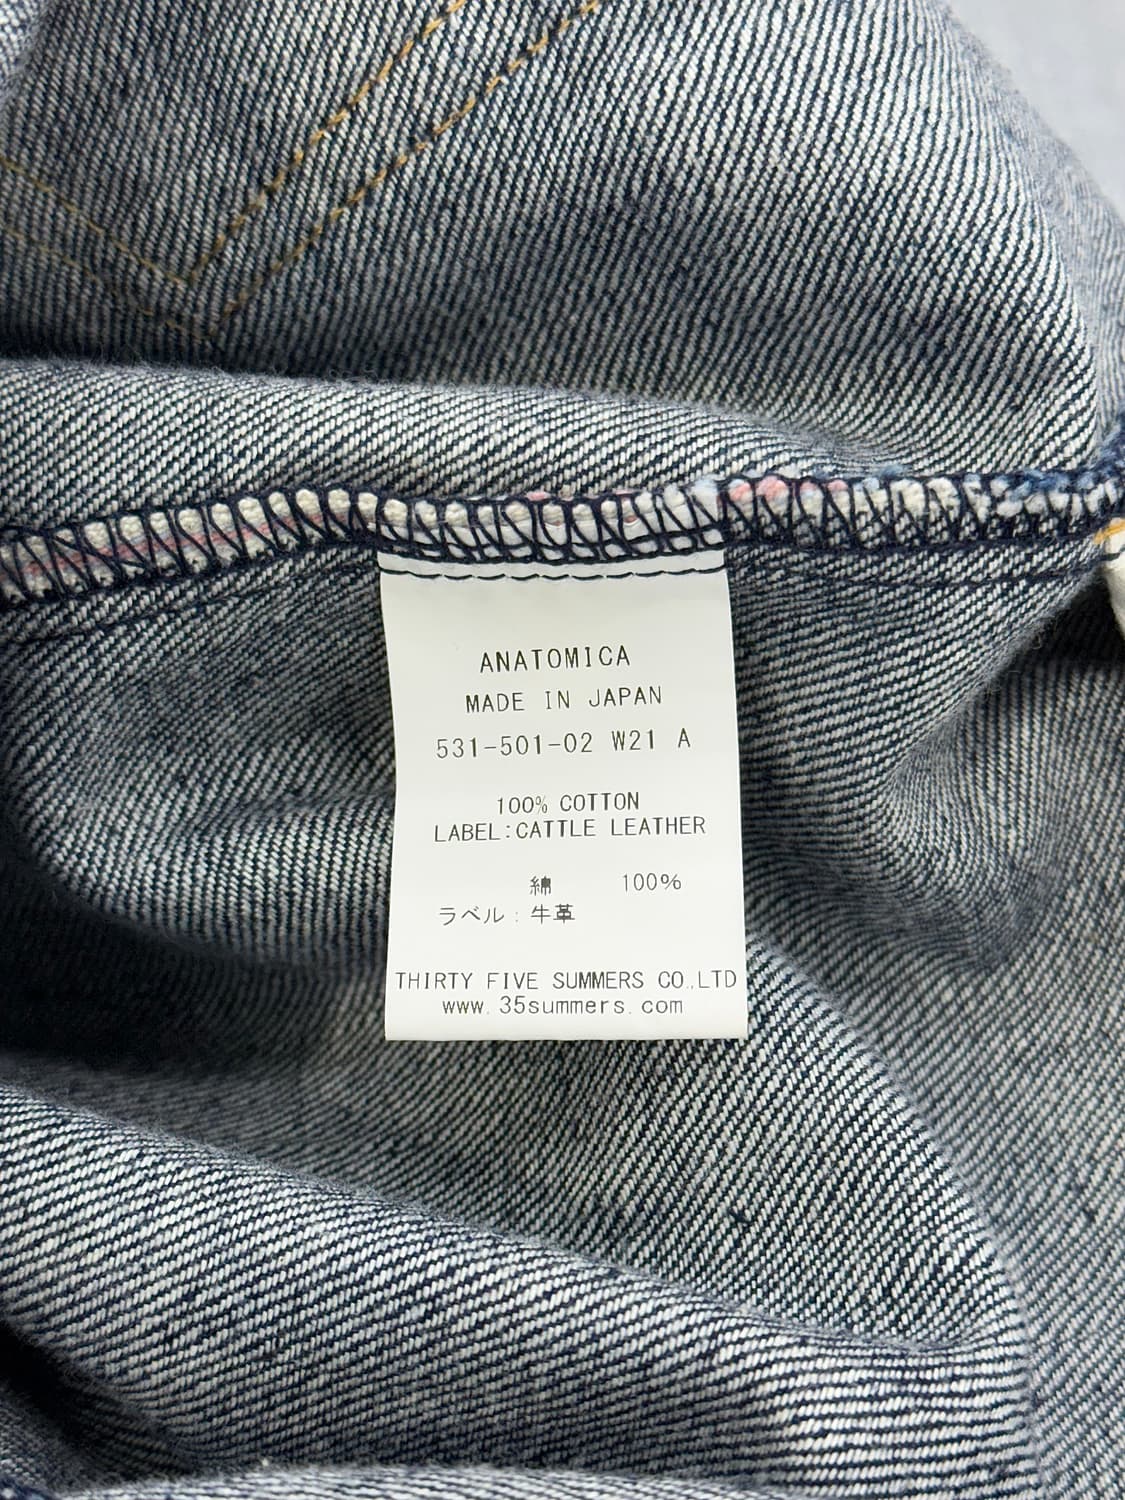 ANATOMICA
MADE IN JAPAN
531-501-02 W21 A
100% COTTON
LABEL:CATTLE LEATHER
綿 100%
ラベル:牛革
THIRTY FIVE SUMMERS CO.,LTD
www.35summers.com